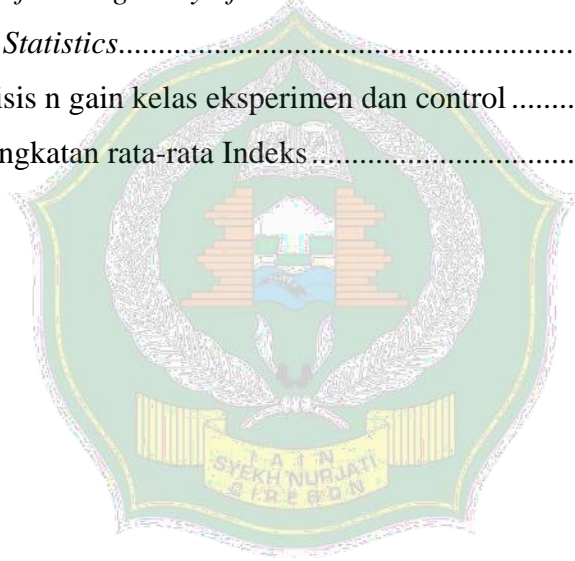 Statistics......................................................
isis n gain kelas eksperimen dan control ........
ngkatan rata-rata Indeks................................
I A I N
SYEKH NURJATI
C I R E B O N